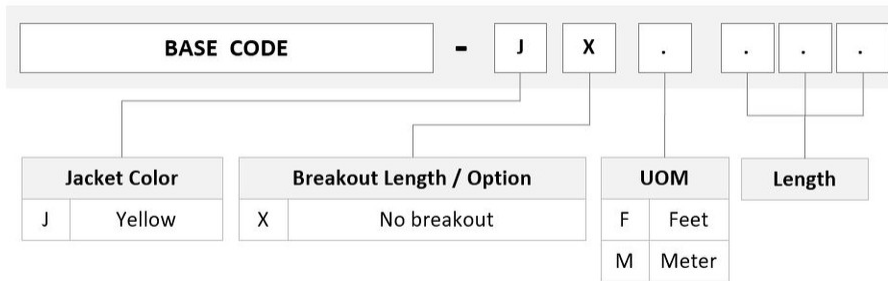 BASE CODE - J X . . . .
Jacket Color Breakout Length / Option UOM Length
J Yellow X No breakout F Feet
M Meter